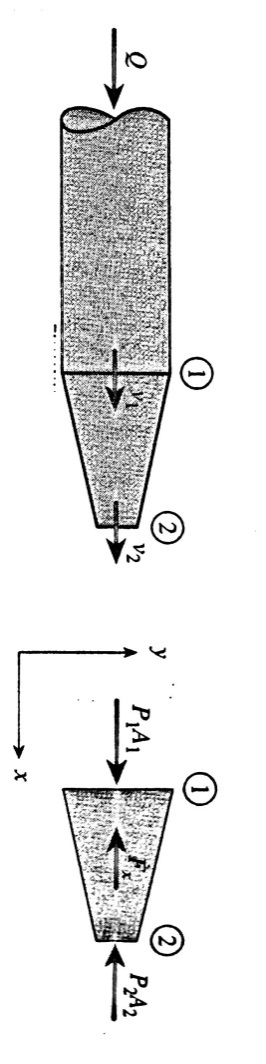 Q
①
v₁
②
v₂
y
x
P₁A₁
①
Fₓ
②
P₂A₂